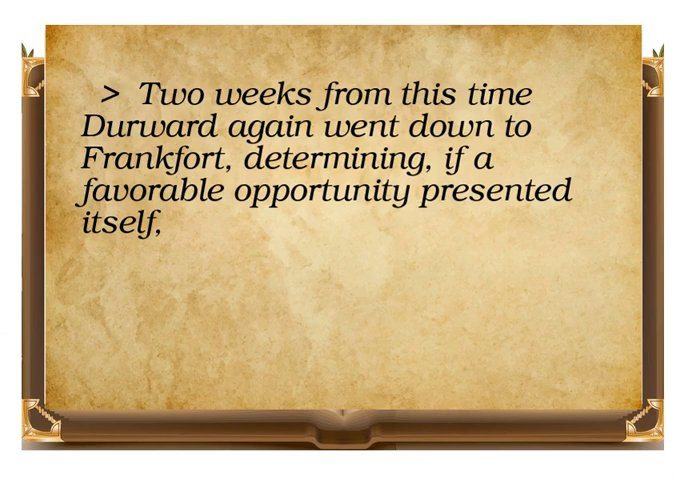 > Two weeks from this time
Durward again went down to
Frankfort, determining, if a
favorable opportunity presented
itself,